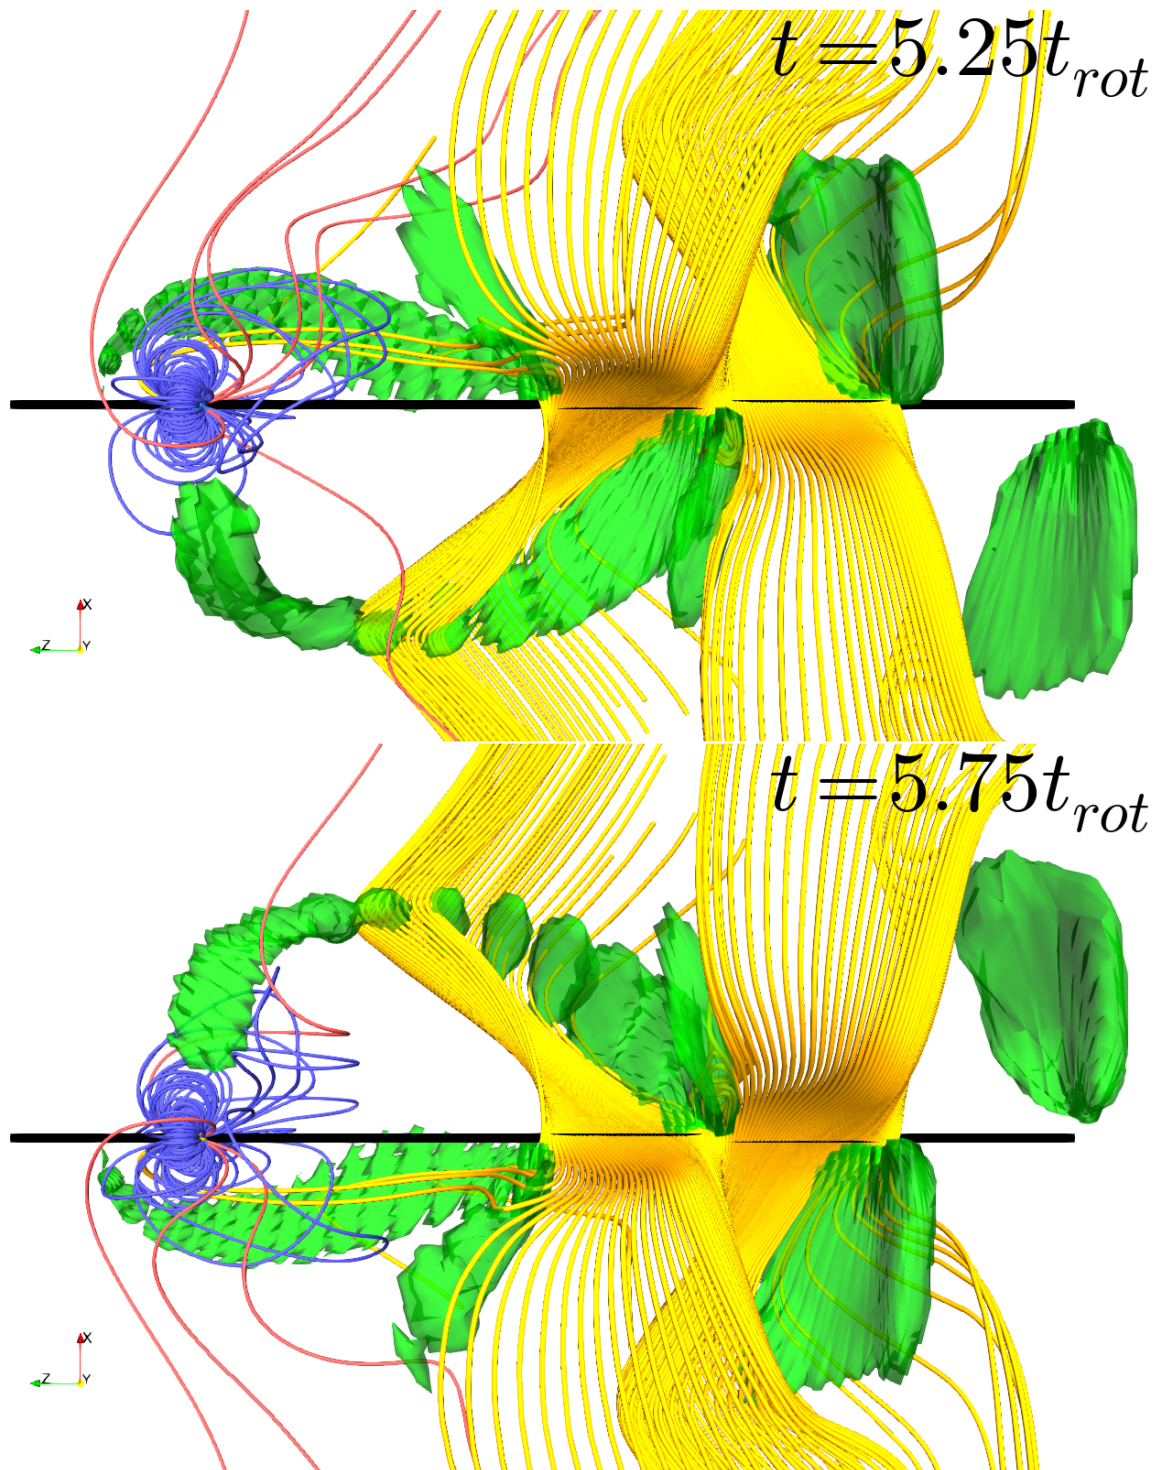 t = 5.25t_rot
X
Z Y
t = 5.75t_rot
X
Z Y